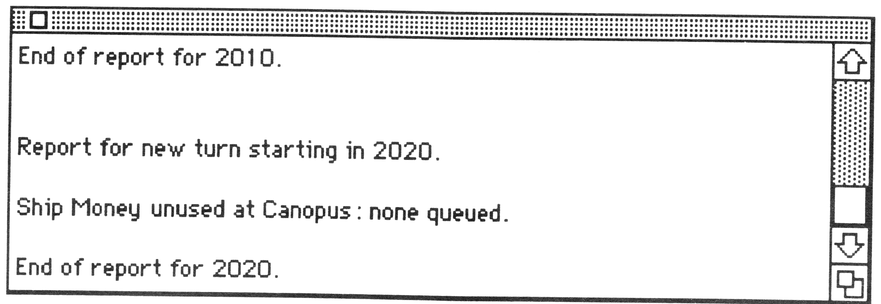 End of report for 2010.
Report for new turn starting in 2020.
Ship Money unused at Canopus: none queued.
End of report for 2020.